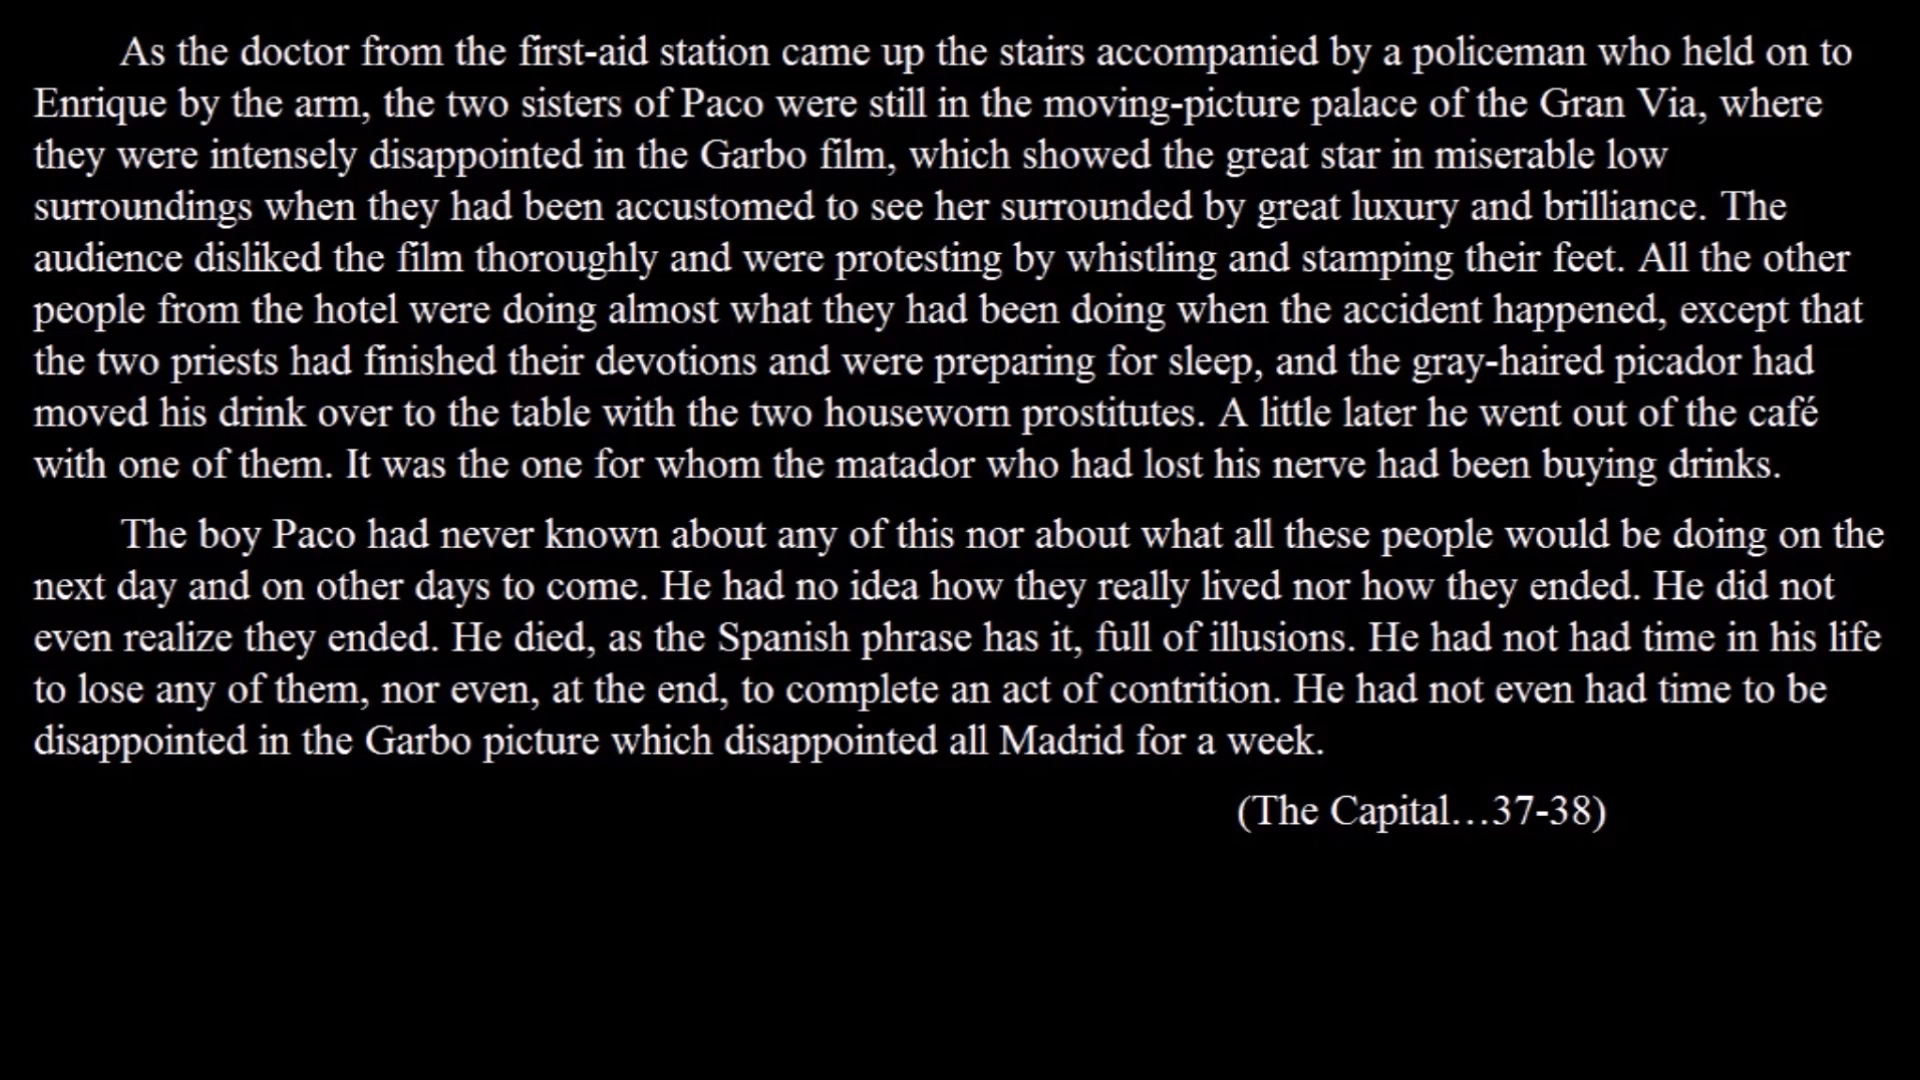 As the doctor from the first-aid station came up the stairs accompanied by a policeman who held on to
Enrique by the arm, the two sisters of Paco were still in the moving-picture palace of the Gran Via, where
they were intensely disappointed in the Garbo film, which showed the great star in miserable low
surroundings when they had been accustomed to see her surrounded by great luxury and brilliance. The
audience disliked the film thoroughly and were protesting by whistling and stamping their feet. All the other
people from the hotel were doing almost what they had been doing when the accident happened, except that
the two priests had finished their devotions and were preparing for sleep, and the gray-haired picador had
moved his drink over to the table with the two houseworn prostitutes. A little later he went out of the café
with one of them. It was the one for whom the matador who had lost his nerve had been buying drinks.
The boy Paco had never known about any of this nor about what all these people would be doing on the
next day and on other days to come. He had no idea how they really lived nor how they ended. He did not
even realize they ended. He died, as the Spanish phrase has it, full of illusions. He had not had time in his life
to lose any of them, nor even, at the end, to complete an act of contrition. He had not even had time to be
disappointed in the Garbo picture which disappointed all Madrid for a week.
(The Capital…37-38)